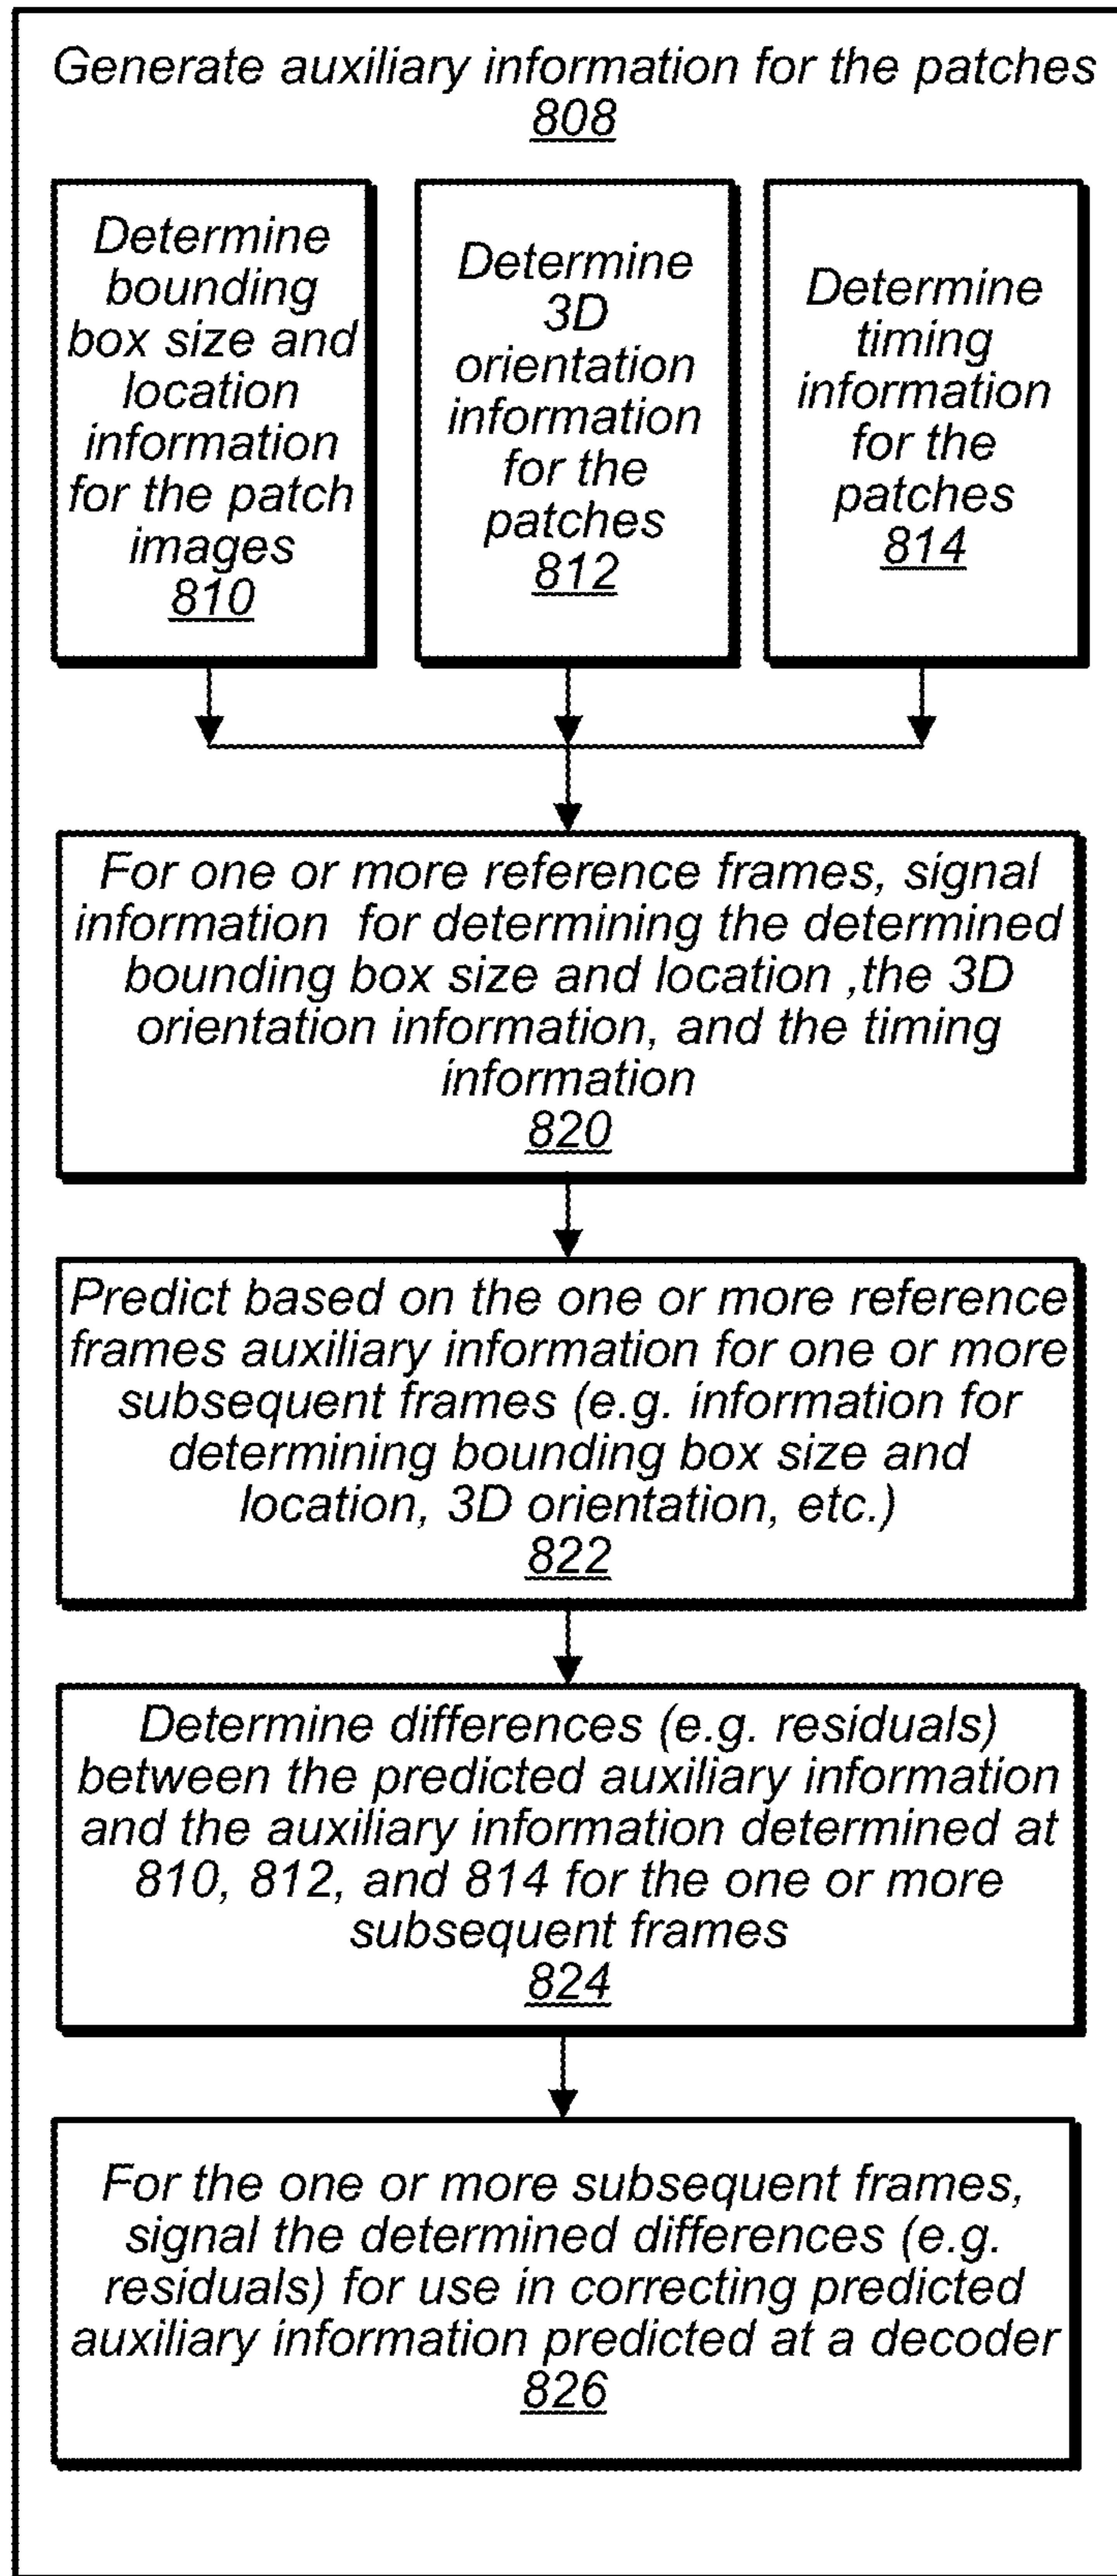 Generate auxiliary information for the patches
808
Determine
bounding
box size and
location
information
for the patch
images
810
Determine
3D
orientation
information
for the
patches
812
Determine
timing
information
for the
patches
814
For one or more reference frames, signal
information for determining the determined
bounding box size and location ,the 3D
orientation information, and the timing
information
820
Predict based on the one or more reference
frames auxiliary information for one or more
subsequent frames (e.g. information for
determining bounding box size and
location, 3D orientation, etc.)
822
Determine differences (e.g. residuals)
between the predicted auxiliary information
and the auxiliary information determined at
810, 812, and 814 for the one or more
subsequent frames
824
For the one or more subsequent frames,
signal the determined differences (e.g.
residuals) for use in correcting predicted
auxiliary information predicted at a decoder
826